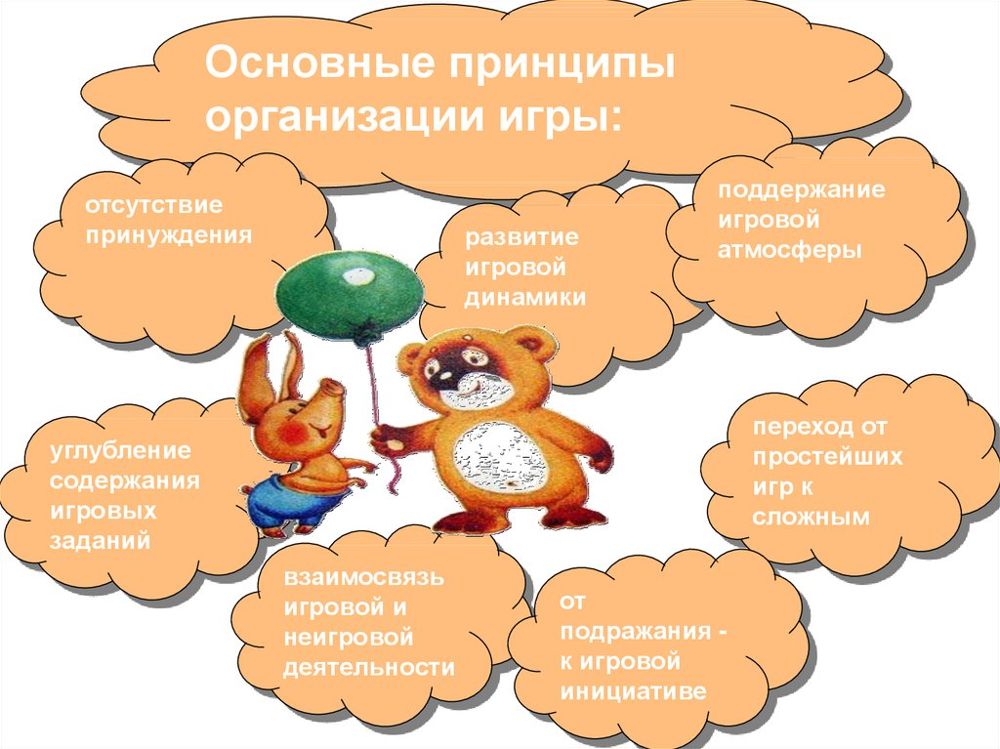 Основные принципы
организации игры:
отсутствие
принуждения
развитие
игровой
динамики
поддержание
игровой
атмосферы
углубление
содержания
игровых
заданий
переход от
простейших
игр к
сложным
взаимосвязь
игровой и
неигровой
деятельности
от
подражания -
к игровой
инициативе